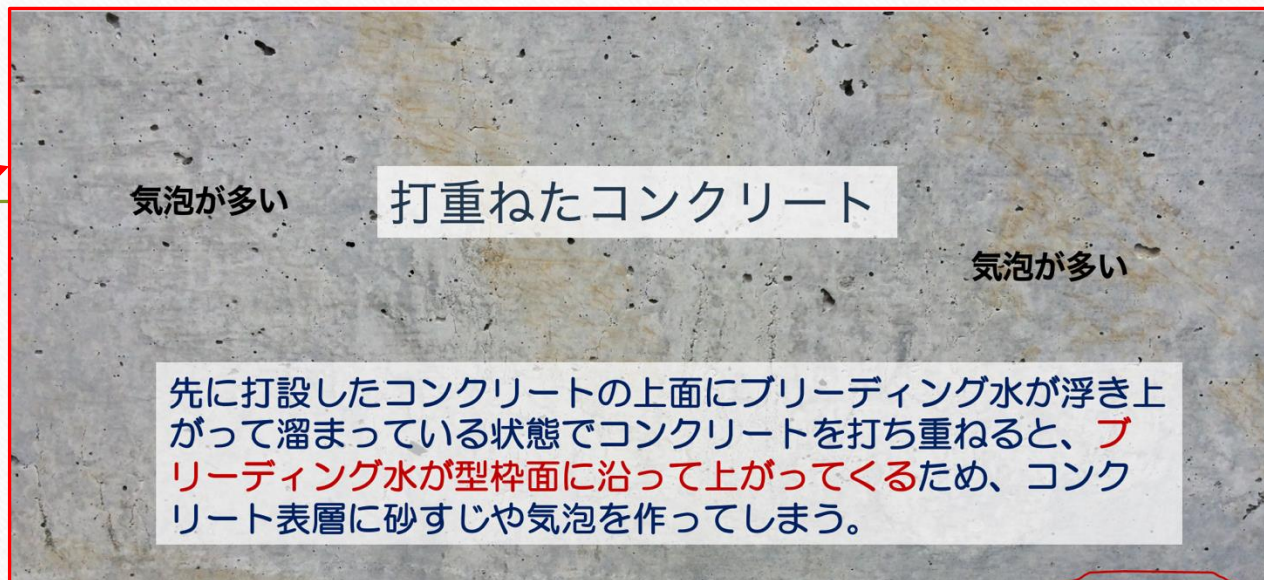 気泡が多い
打重ねたコンクリート
気泡が多い
先に打設したコンクリートの上面にブリーディング水が浮き上
がって溜まっている状態でコンクリートを打ち重ねると、ブ
リーディング水が型枠面に沿って上がってくるため、コンク
リート表層に砂すじや気泡を作ってしまう。